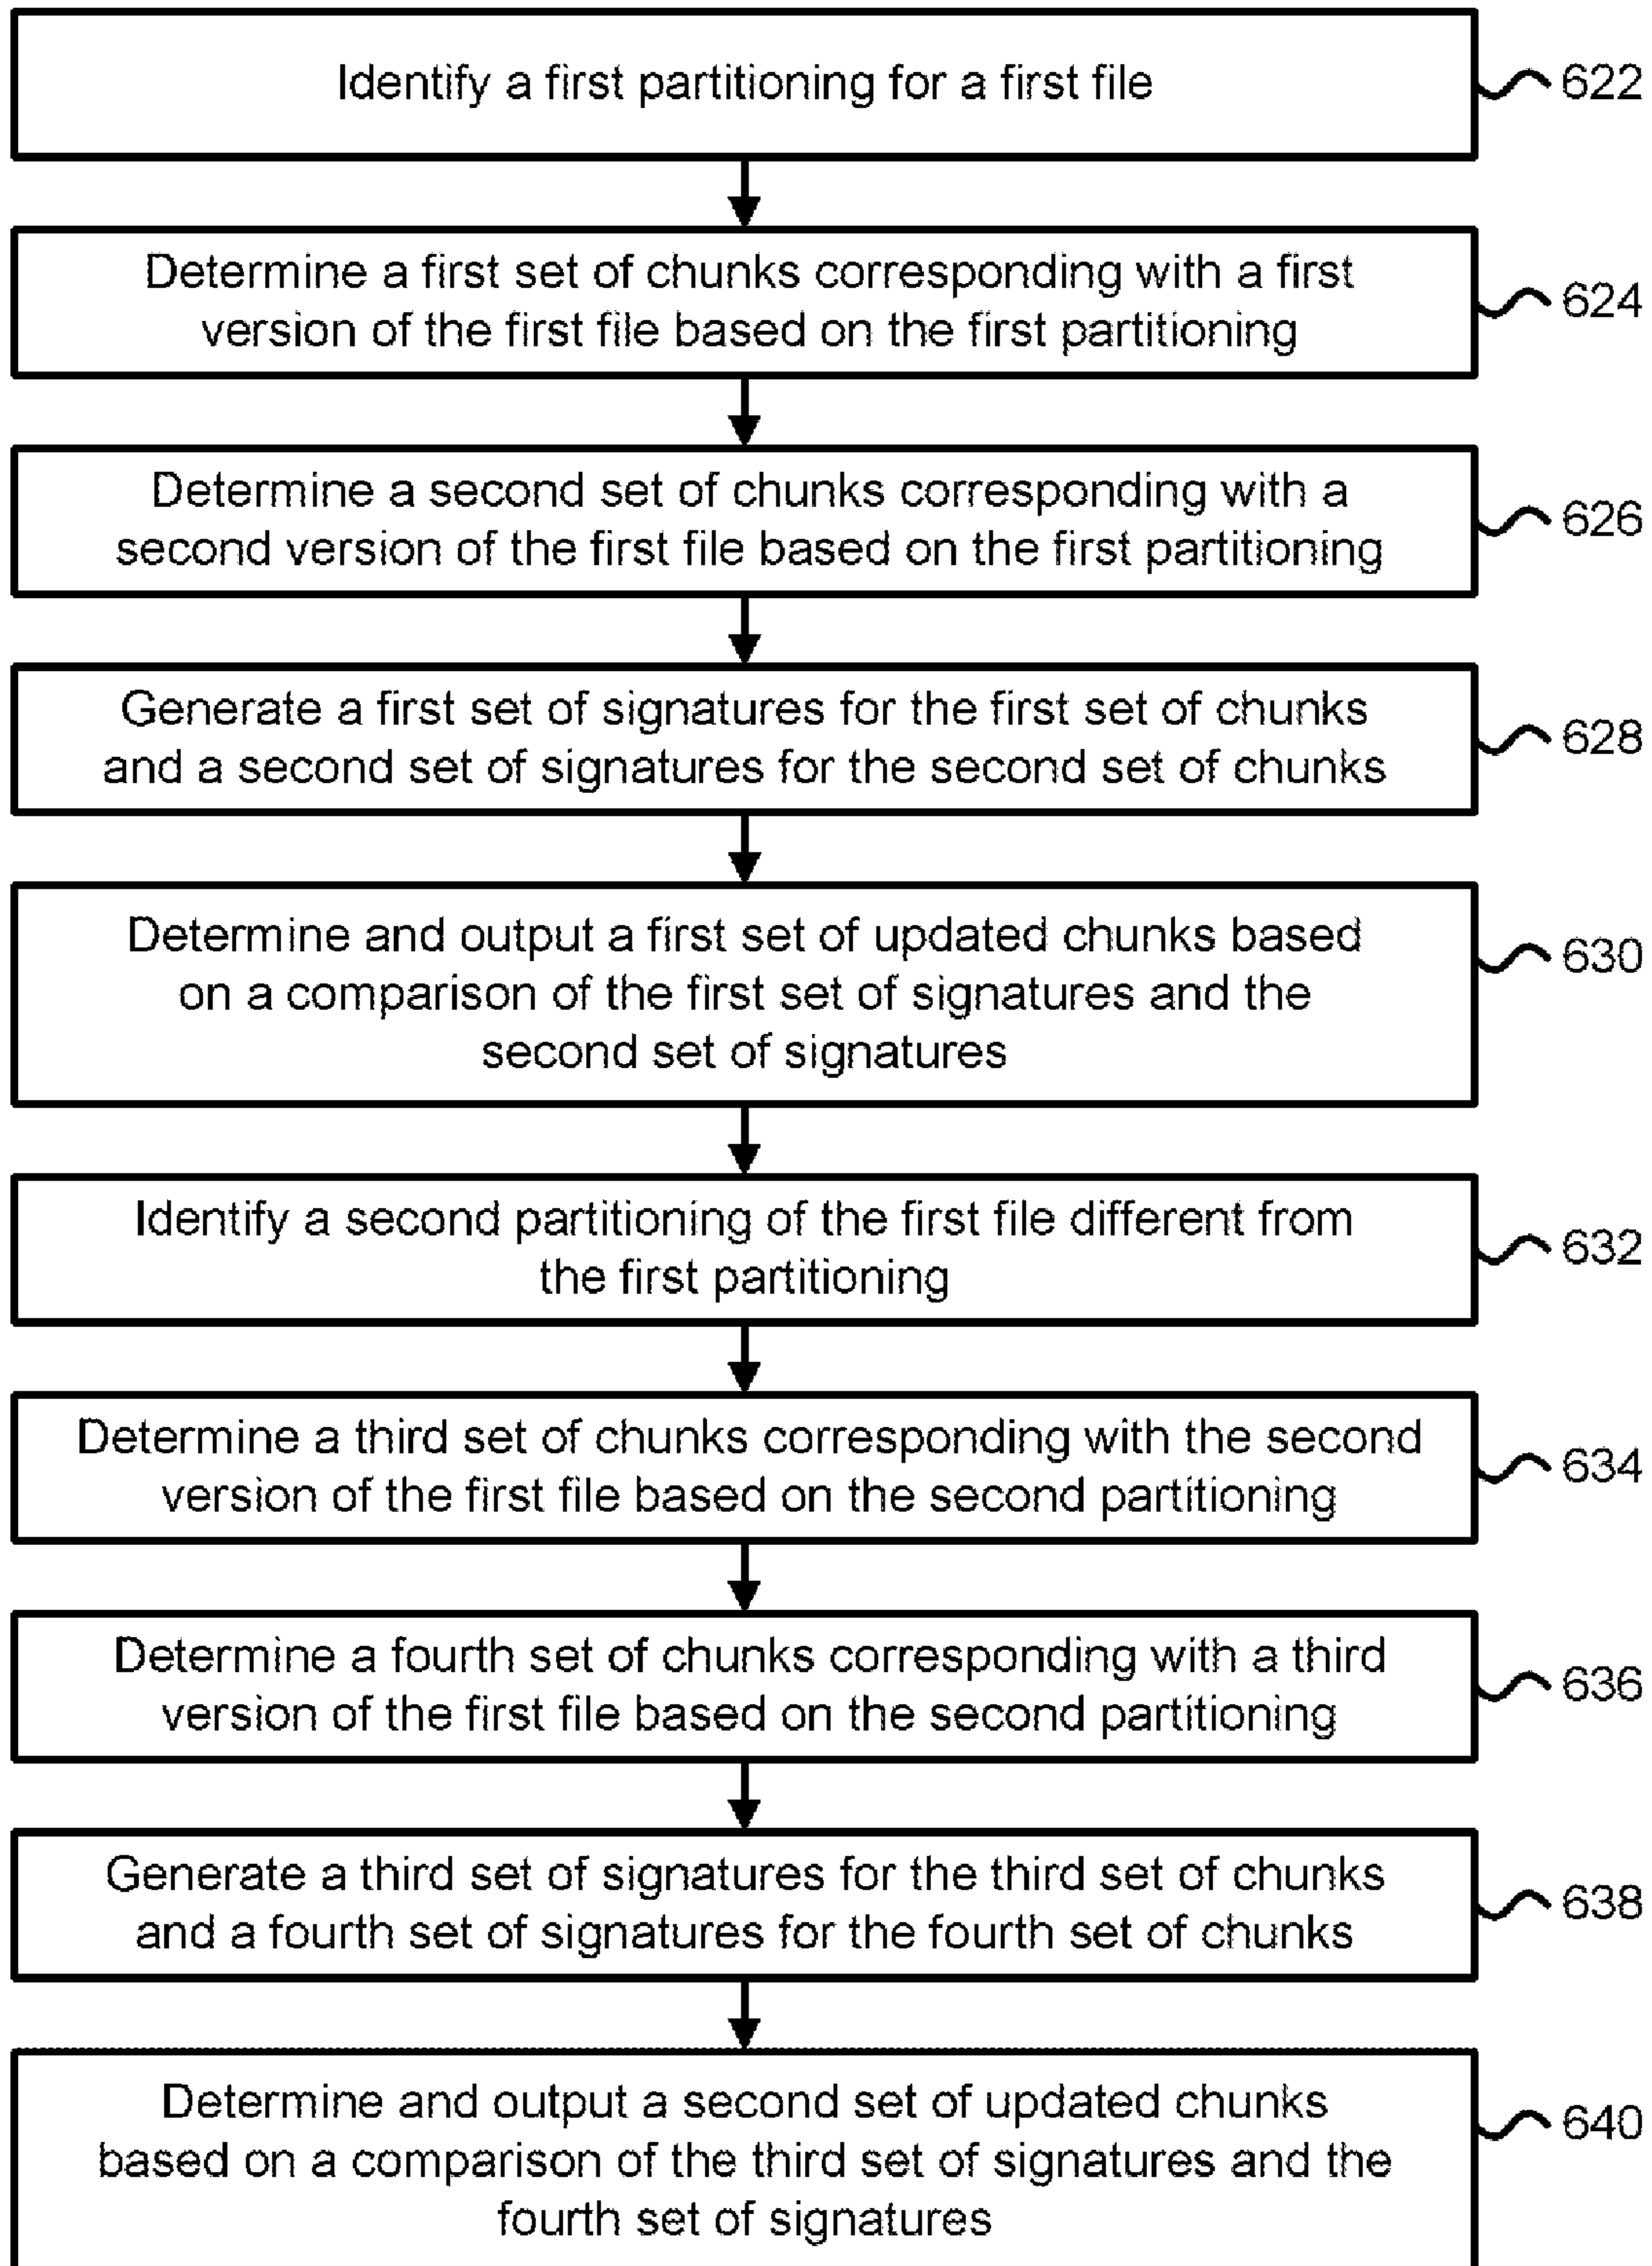 Identify a first partitioning for a first file
622
Determine a first set of chunks corresponding with a first
version of the first file based on the first partitioning
624
Determine a second set of chunks corresponding with a
second version of the first file based on the first partitioning
626
Generate a first set of signatures for the first set of chunks
and a second set of signatures for the second set of chunks
628
Determine and output a first set of updated chunks based
on a comparison of the first set of signatures and the
second set of signatures
630
Identify a second partitioning of the first file different from
the first partitioning
632
Determine a third set of chunks corresponding with the second
version of the first file based on the second partitioning
634
Determine a fourth set of chunks corresponding with a third
version of the first file based on the second partitioning
636
Generate a third set of signatures for the third set of chunks
and a fourth set of signatures for the fourth set of chunks
638
Determine and output a second set of updated chunks
based on a comparison of the third set of signatures and the
fourth set of signatures
640